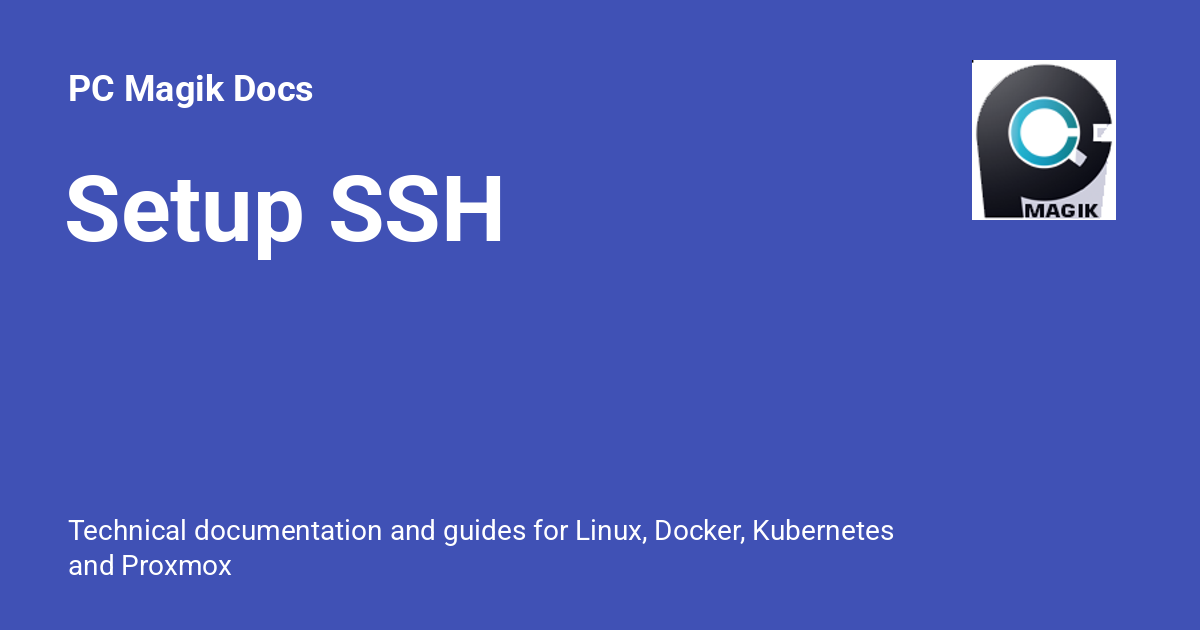 PC Magik Docs
MAGIK
Setup SSH
Technical documentation and guides for Linux, Docker, Kubernetes
and Proxmox